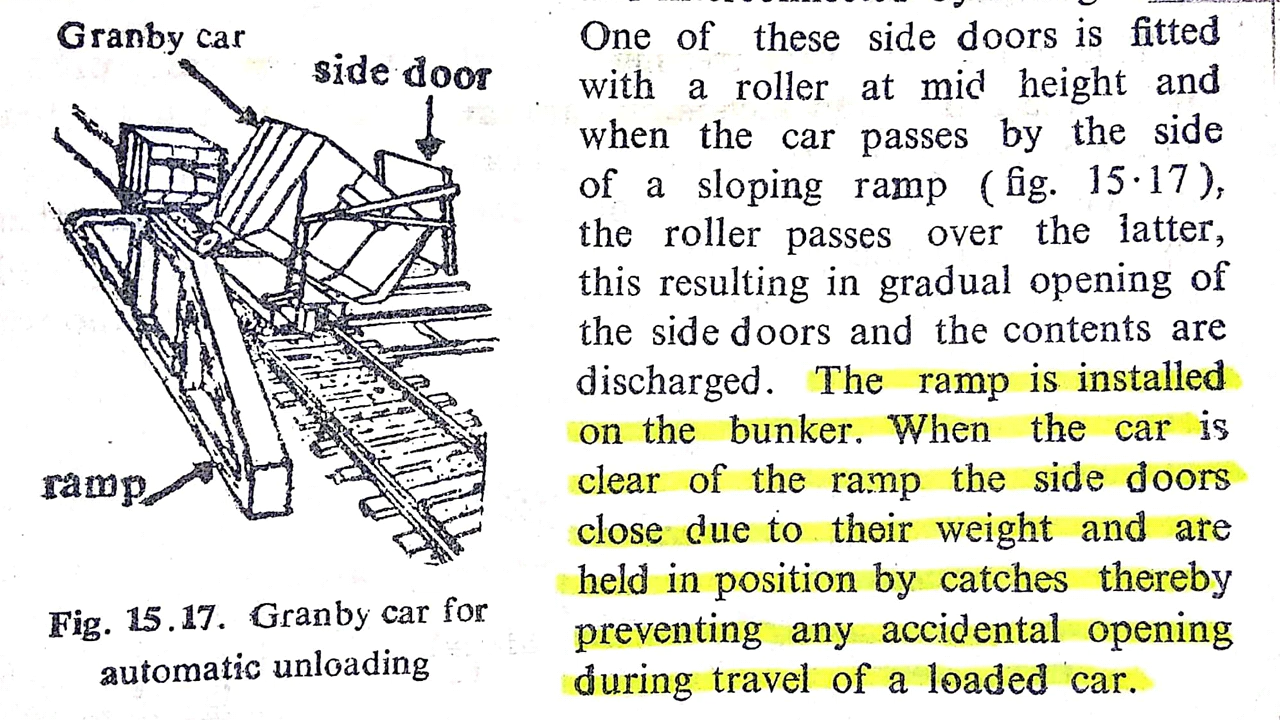 Granby car
side door
ramp
Fig. 15.17. Granby car for
automatic unloading
One of these side doors is fitted
with a roller at mid height and
when the car passes by the side
of a sloping ramp (fig. 15·17),
the roller passes over the latter,
this resulting in gradual opening of
the side doors and the contents are
discharged. The ramp is installed
on the bunker. When the car is
clear of the ramp the side doors
close due to their weight and are
held in position by catches thereby
preventing any accidental opening
during travel of a loaded car.